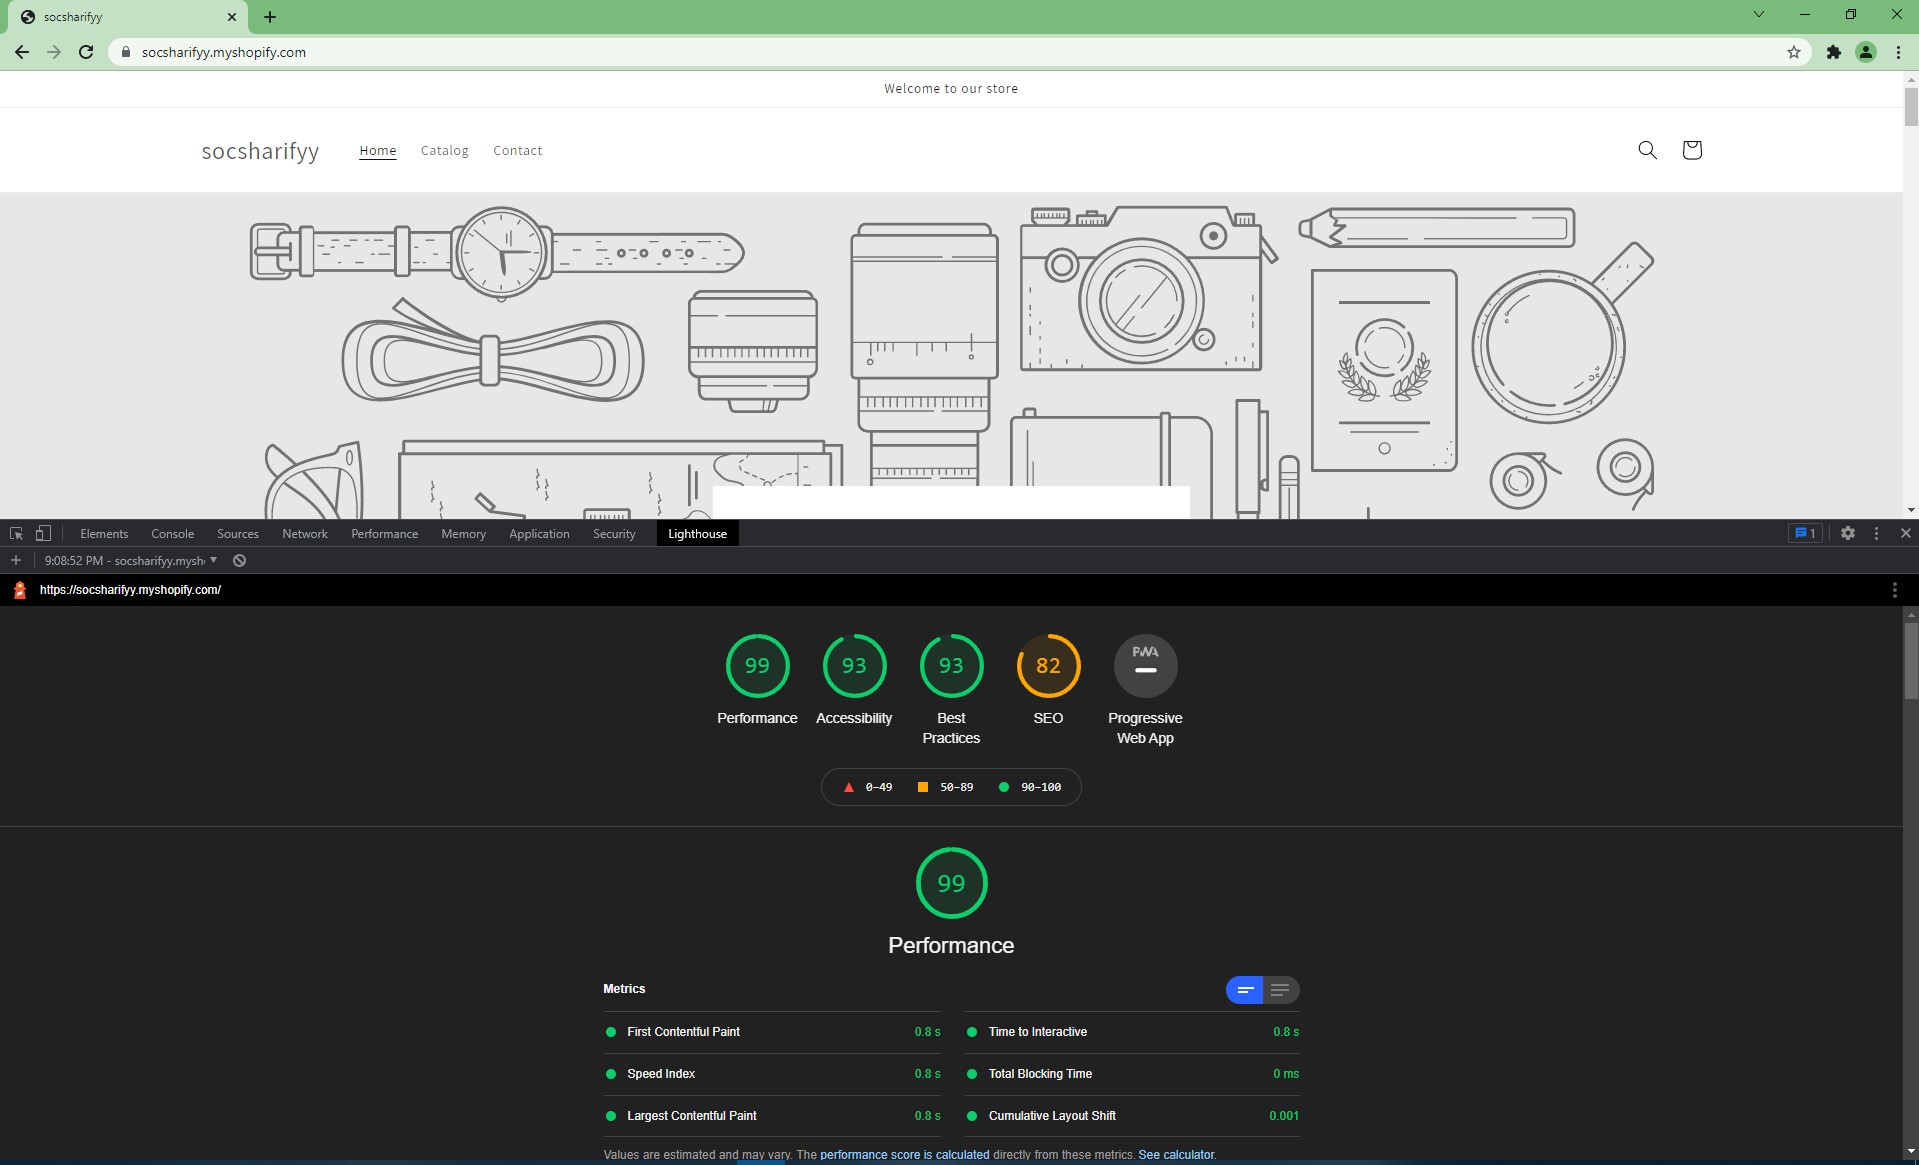 socsharifyy
socsharifyy.myshopify.com
Welcome to our store
socsharifyy Home Catalog Contact
Elements Console Sources Network Performance Memory Application Security Lighthouse 1
9:08:52 PM - socsharifyy.mysh
https://socsharifyy.myshopify.com/
99 93 93 82 PWA
Performance Accessibility Best Practices SEO Progressive Web App
0–49 50–89 90–100
99
Performance
Metrics
First Contentful Paint 0.8 s Time to Interactive 0.8 s
Speed Index 0.8 s Total Blocking Time 0 ms
Largest Contentful Paint 0.8 s Cumulative Layout Shift 0.001
Values are estimated and may vary. The performance score is calculated directly from these metrics. See calculator.